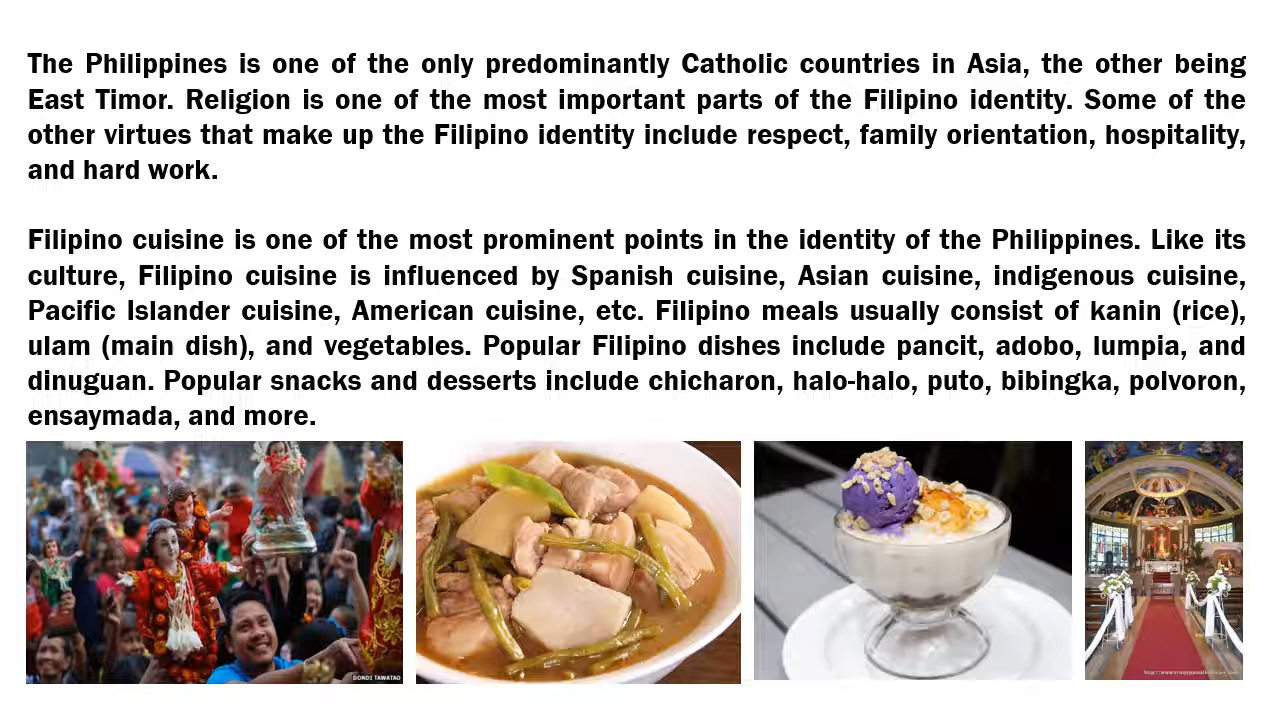 The Philippines is one of the only predominantly Catholic countries in Asia, the other being
East Timor. Religion is one of the most important parts of the Filipino identity. Some of the
other virtues that make up the Filipino identity include respect, family orientation, hospitality,
and hard work.
Filipino cuisine is one of the most prominent points in the identity of the Philippines. Like its
culture, Filipino cuisine is influenced by Spanish cuisine, Asian cuisine, indigenous cuisine,
Pacific Islander cuisine, American cuisine, etc. Filipino meals usually consist of kanin (rice),
ulam (main dish), and vegetables. Popular Filipino dishes include pancit, adobo, lumpia, and
dinuguan. Popular snacks and desserts include chicharon, halo-halo, puto, bibingka, polvoron,
ensaymada, and more.
DONDI TAWATAO